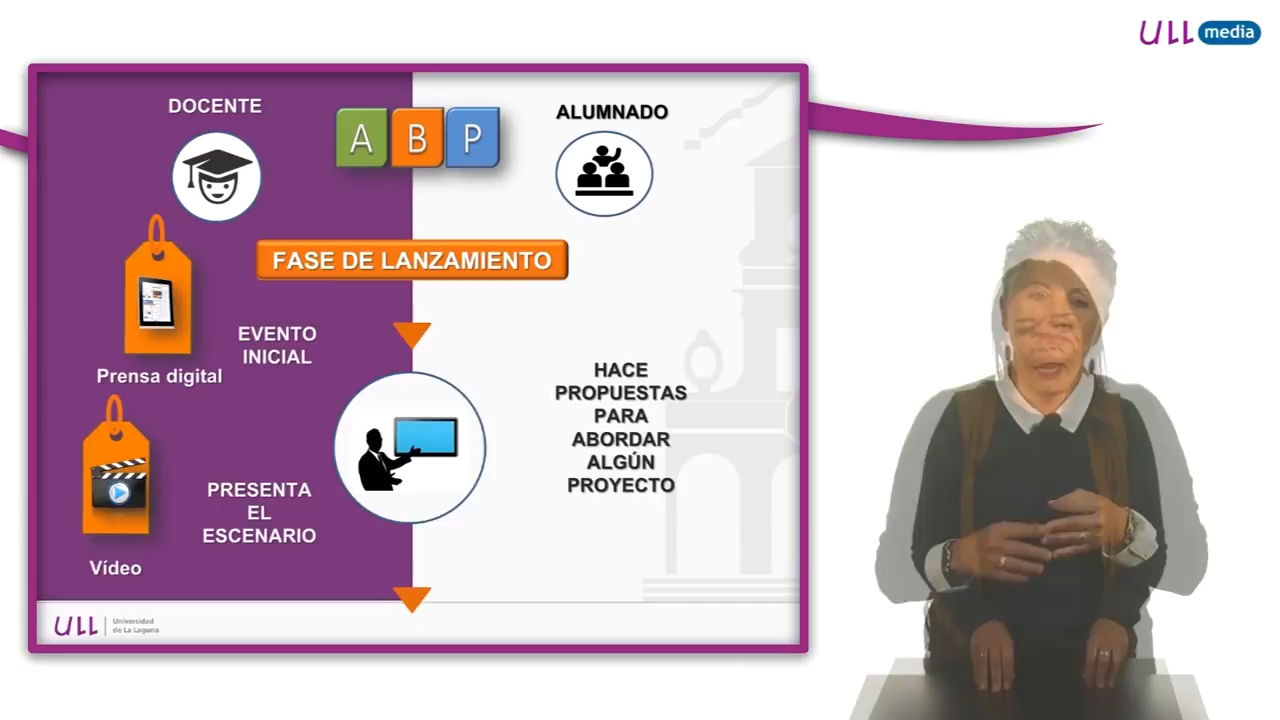 ULL media
DOCENTE
A B P
ALUMNADO
FASE DE LANZAMIENTO
EVENTO
INICIAL
Prensa digital
HACE
PROPUESTAS
PARA
ABORDAR
ALGÚN
PROYECTO
PRESENTA
EL
ESCENARIO
Vídeo
ULL
Universidad
de La Laguna